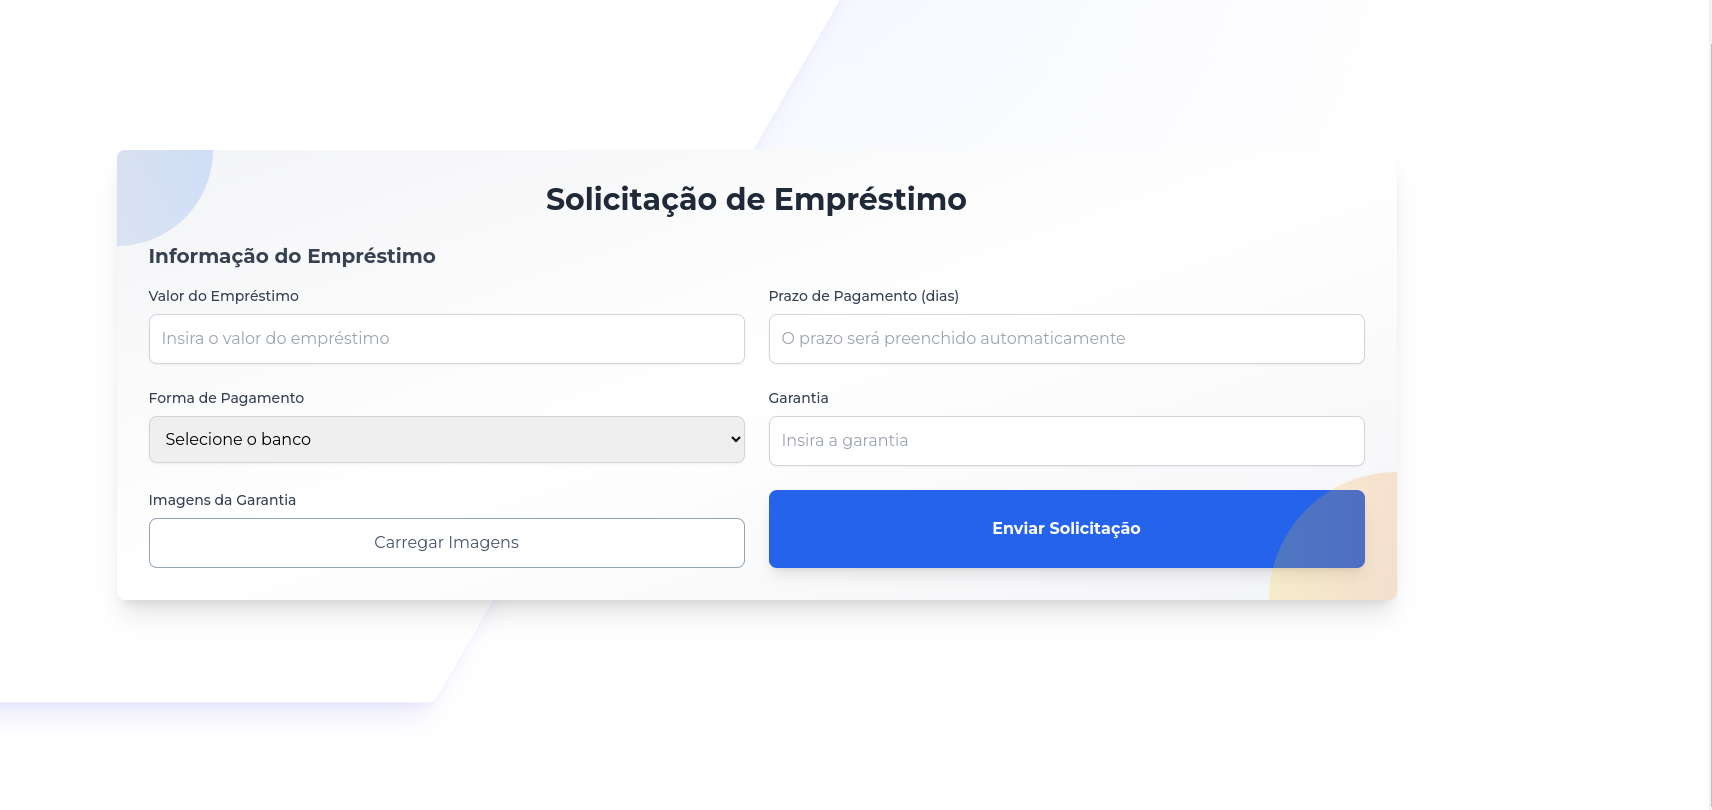 Solicitação de Empréstimo
Informação do Empréstimo
Valor do Empréstimo
Prazo de Pagamento (dias)
Insira o valor do empréstimo
O prazo será preenchido automaticamente
Forma de Pagamento
Garantia
Selecione o banco
Insira a garantia
Imagens da Garantia
Carregar Imagens
Enviar Solicitação